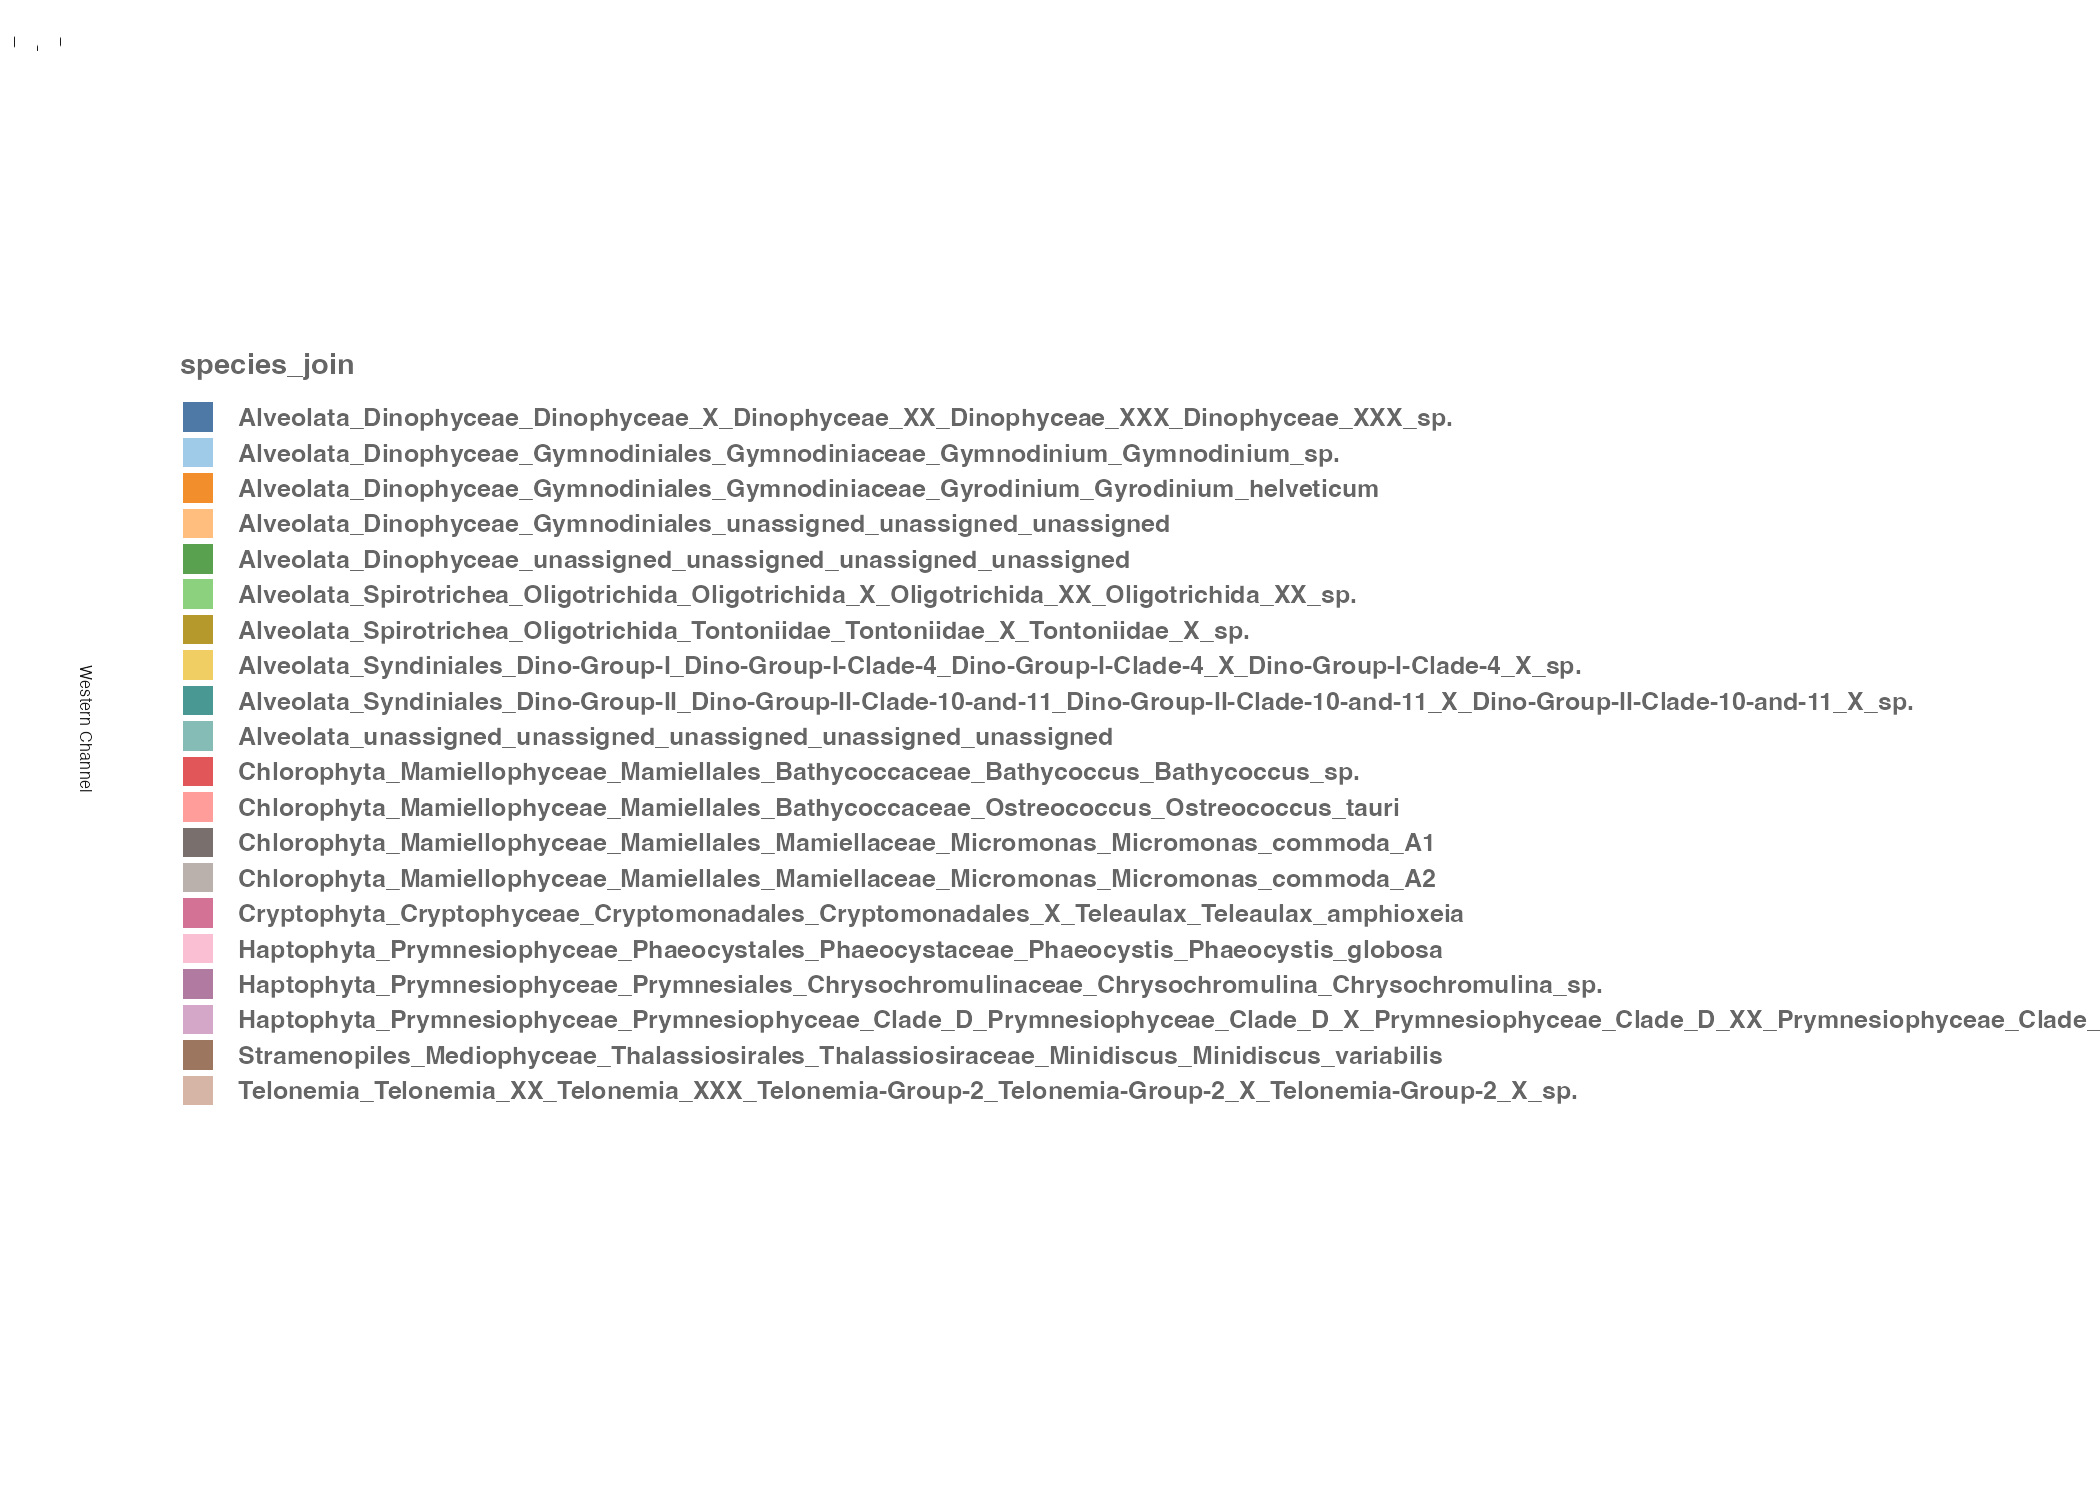 species_join
Alveolata_Dinophyceae_Dinophyceae_X_Dinophyceae_XX_Dinophyceae_XXX_Dinophyceae_XXX_sp.
Alveolata_Dinophyceae_Gymnodiniales_Gymnodiniaceae_Gymnodinium_Gymnodinium_sp.
Alveolata_Dinophyceae_Gymnodiniales_Gymnodiniaceae_Gyrodinium_Gyrodinium_helveticum
Alveolata_Dinophyceae_Gymnodiniales_unassigned_unassigned_unassigned
Alveolata_Dinophyceae_unassigned_unassigned_unassigned_unassigned
Alveolata_Spirotrichea_Oligotrichida_Oligotrichida_X_Oligotrichida_XX_Oligotrichida_XX_sp.
Alveolata_Spirotrichea_Oligotrichida_Tontoniidae_Tontoniidae_X_Tontoniidae_X_sp.
Alveolata_Syndiniales_Dino-Group-I_Dino-Group-I-Clade-4_Dino-Group-I-Clade-4_X_Dino-Group-I-Clade-4_X_sp.
Alveolata_Syndiniales_Dino-Group-II_Dino-Group-II-Clade-10-and-11_Dino-Group-II-Clade-10-and-11_X_Dino-Group-II-Clade-10-and-11_X_sp.
Alveolata_unassigned_unassigned_unassigned_unassigned_unassigned
Chlorophyta_Mamiellophyceae_Mamiellales_Bathycoccaceae_Bathycoccus_Bathycoccus_sp.
Chlorophyta_Mamiellophyceae_Mamiellales_Bathycoccaceae_Ostreococcus_Ostreococcus_tauri
Chlorophyta_Mamiellophyceae_Mamiellales_Mamiellaceae_Micromonas_Micromonas_commoda_A1
Chlorophyta_Mamiellophyceae_Mamiellales_Mamiellaceae_Micromonas_Micromonas_commoda_A2
Cryptophyta_Cryptophyceae_Cryptomonadales_Cryptomonadales_X_Teleaulax_Teleaulax_amphioxeia
Haptophyta_Prymnesiophyceae_Phaeocystales_Phaeocystaceae_Phaeocystis_Phaeocystis_globosa
Haptophyta_Prymnesiophyceae_Prymnesiales_Chrysochromulinaceae_Chrysochromulina_Chrysochromulina_sp.
Haptophyta_Prymnesiophyceae_Prymnesiophyceae_Clade_D_Prymnesiophyceae_Clade_D_X_Prymnesiophyceae_Clade_D_XX_Prymnesiophyceae_Clade_
Stramenopiles_Mediophyceae_Thalassiosirales_Thalassiosiraceae_Minidiscus_Minidiscus_variabilis
Telonemia_Telonemia_XX_Telonemia_XXX_Telonemia-Group-2_Telonemia-Group-2_X_Telonemia-Group-2_X_sp.
Western Channel